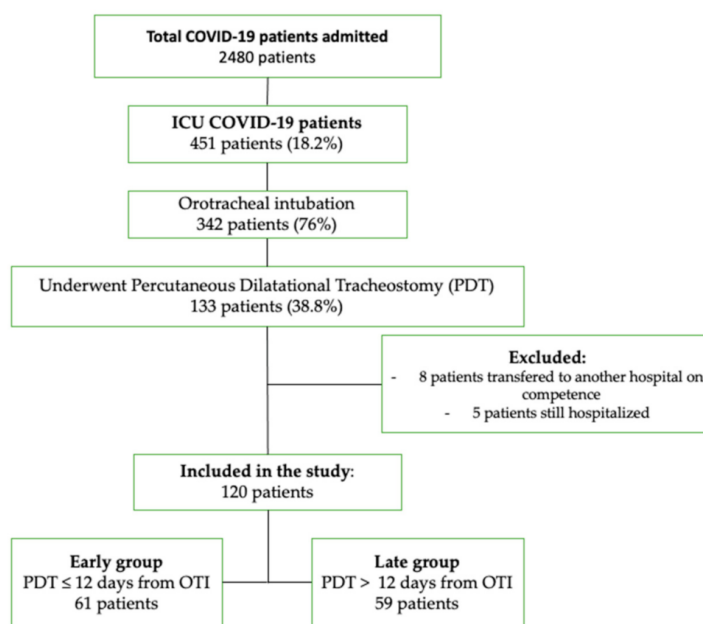 Total COVID-19 patients admitted
2480 patients
ICU COVID-19 patients
451 patients (18.2%)
Orotracheal intubation
342 patients (76%)
Underwent Percutaneous Dilatational Tracheostomy (PDT)
133 patients (38.8%)
Excluded:
- 8 patients transfered to another hospital on
competence
- 5 patients still hospitalized
Included in the study:
120 patients
Early group
PDT ≤ 12 days from OTI
61 patients
Late group
PDT > 12 days from OTI
59 patients